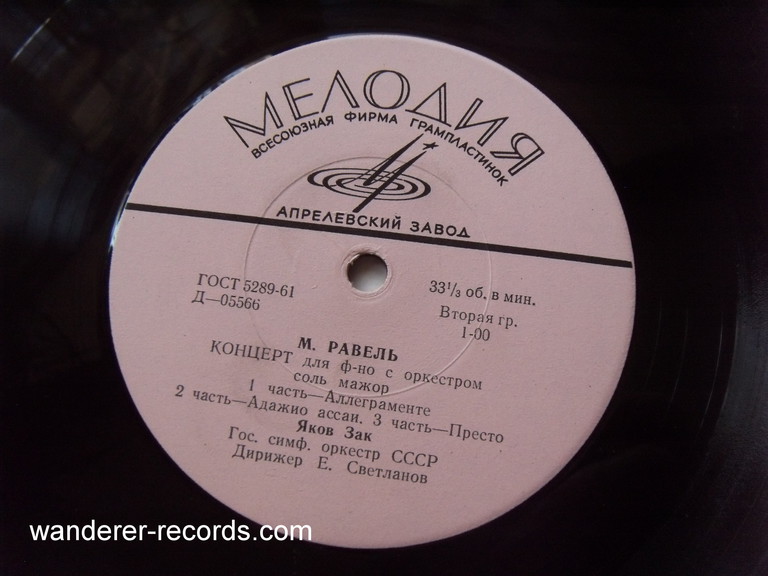 МЕЛОДИЯ
ВСЕСОЮЗНАЯ ФИРМА ГРАМПЛАСТИНОК
АПРЕЛЕВСКИЙ ЗАВОД
ГОСТ 5289-61
Д—05566
33⅓ об. в мин.
Вторая гр.
1-00
М. РАВЕЛЬ
КОНЦЕРТ для ф-но с оркестром
соль мажор
1 часть—Аллеграменте
2 часть—Адажио ассаи. 3 часть—Престо
Яков Зак
Гос. симф. оркестр СССР
Дирижер Е. Светланов
wanderer-records.com